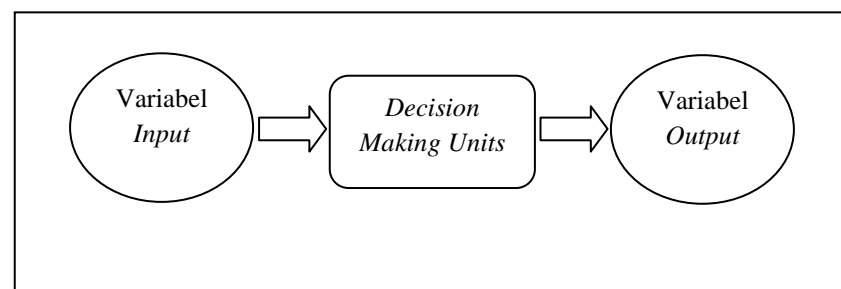 Variabel
Input
Decision
Making Units
Variabel
Output